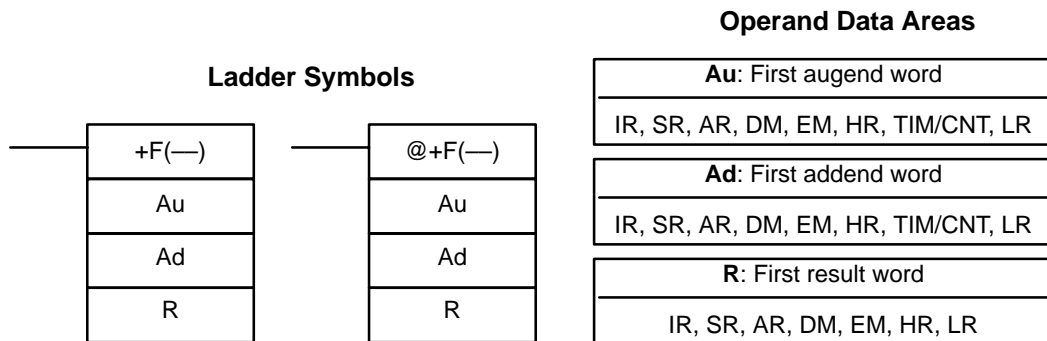 Ladder Symbols
+F(––)
Au
Ad
R
@+F(––)
Au
Ad
R
Operand Data Areas
Au: First augend word
IR, SR, AR, DM, EM, HR, TIM/CNT, LR
Ad: First addend word
IR, SR, AR, DM, EM, HR, TIM/CNT, LR
R: First result word
IR, SR, AR, DM, EM, HR, LR